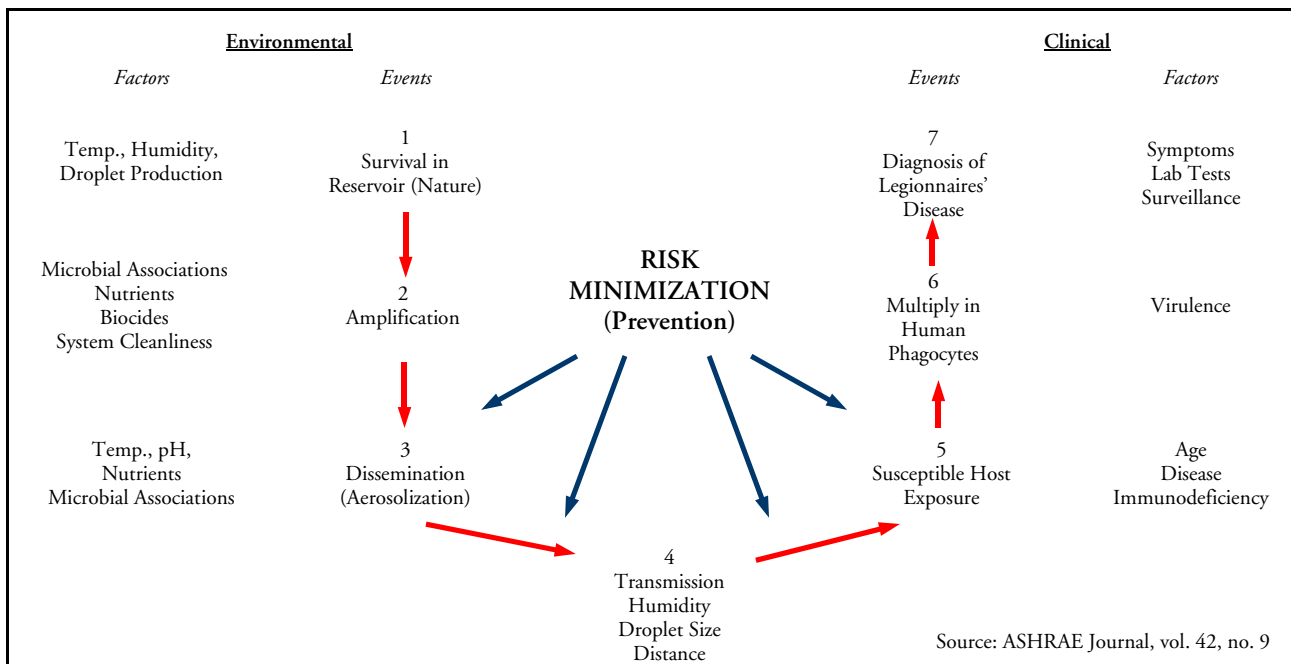 Environmental
Clinical
Factors
Events
Events
Factors
Temp., Humidity,
Droplet Production
1
Survival in
Reservoir (Nature)
7
Diagnosis of
Legionnaires’
Disease
Symptoms
Lab Tests
Surveillance
RISK
MINIMIZATION
(Prevention)
Microbial Associations
Nutrients
Biocides
System Cleanliness
2
Amplification
6
Multiply in
Human
Phagocytes
Virulence
Temp., pH,
Nutrients
Microbial Associations
3
Dissemination
(Aerosolization)
5
Susceptible Host
Exposure
Age
Disease
Immunodeficiency
4
Transmission
Humidity
Droplet Size
Distance
Source: ASHRAE Journal, vol. 42, no. 9